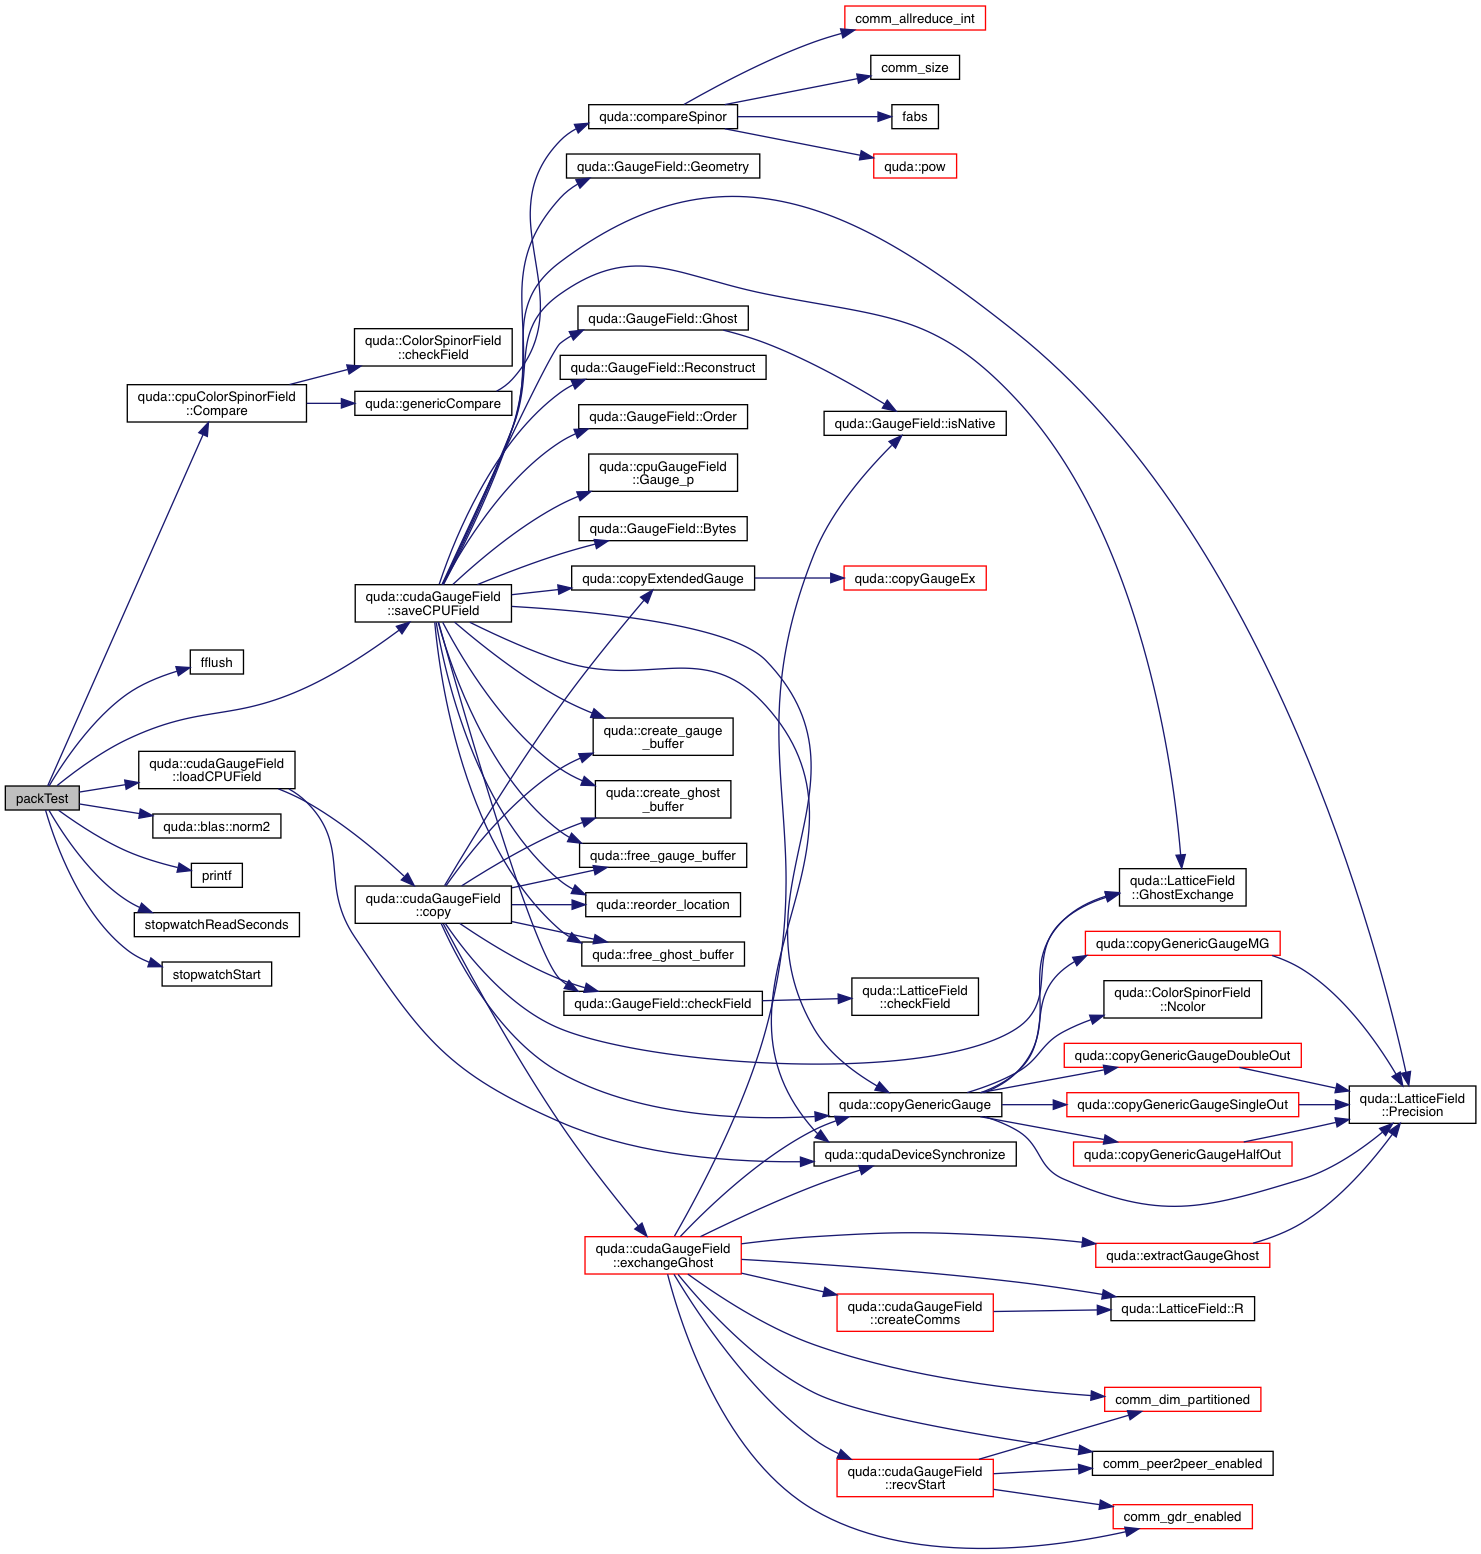 comm_allreduce_int
comm_size
quda::compareSpinor
fabs
quda::GaugeField::Geometry
quda::pow
quda::GaugeField::Ghost
quda::ColorSpinorField
::checkField
quda::GaugeField::Reconstruct
quda::cpuColorSpinorField
::Compare
quda::genericCompare
quda::GaugeField::Order
quda::GaugeField::isNative
quda::cpuGaugeField
::Gauge_p
quda::GaugeField::Bytes
quda::cudaGaugeField
::saveCPUField
quda::copyExtendedGauge
quda::copyGaugeEx
fflush
quda::create_gauge
_buffer
quda::cudaGaugeField
::loadCPUField
packTest
quda::create_ghost
_buffer
quda::blas::norm2
quda::free_gauge_buffer
printf
quda::cudaGaugeField
::copy
quda::reorder_location
quda::LatticeField
::GhostExchange
stopwatchReadSeconds
quda::free_ghost_buffer
quda::copyGenericGaugeMG
stopwatchStart
quda::GaugeField::checkField
quda::LatticeField
::checkField
quda::ColorSpinorField
::Ncolor
quda::copyGenericGaugeDoubleOut
quda::copyGenericGauge
quda::copyGenericGaugeSingleOut
quda::LatticeField
::Precision
quda::qudaDeviceSynchronize
quda::copyGenericGaugeHalfOut
quda::cudaGaugeField
::exchangeGhost
quda::extractGaugeGhost
quda::cudaGaugeField
::createComms
quda::LatticeField::R
comm_dim_partitioned
comm_peer2peer_enabled
quda::cudaGaugeField
::recvStart
comm_gdr_enabled